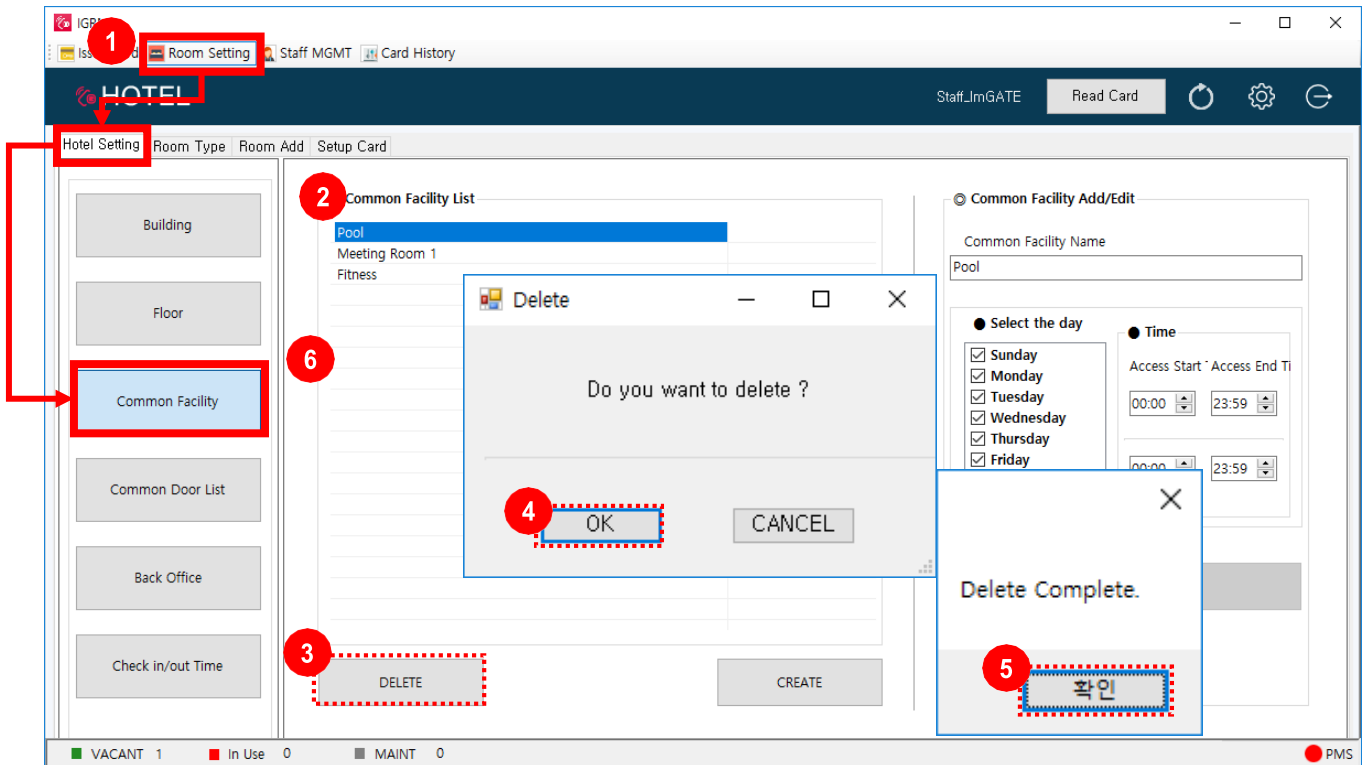 1
Room Setting
Staff MGMT
Card History
HOTEL
Staff_ImGATE
Read Card
Hotel Setting
Room Type
Room Add
Setup Card
Building
Floor
Common Facility
Common Door List
Back Office
Check in/out Time
2
Common Facility List
Pool
Meeting Room 1
Fitness
6
3
DELETE
CREATE
Delete
Do you want to delete ?
4
OK
CANCEL
Common Facility Add/Edit
Common Facility Name
Pool
Select the day
Sunday
Monday
Tuesday
Wednesday
Thursday
Friday
Time
Access Start
Access End Ti
00:00
23:59
00:00
23:59
Delete Complete.
5
확인
VACANT 1
In Use 0
MAINT 0
PMS